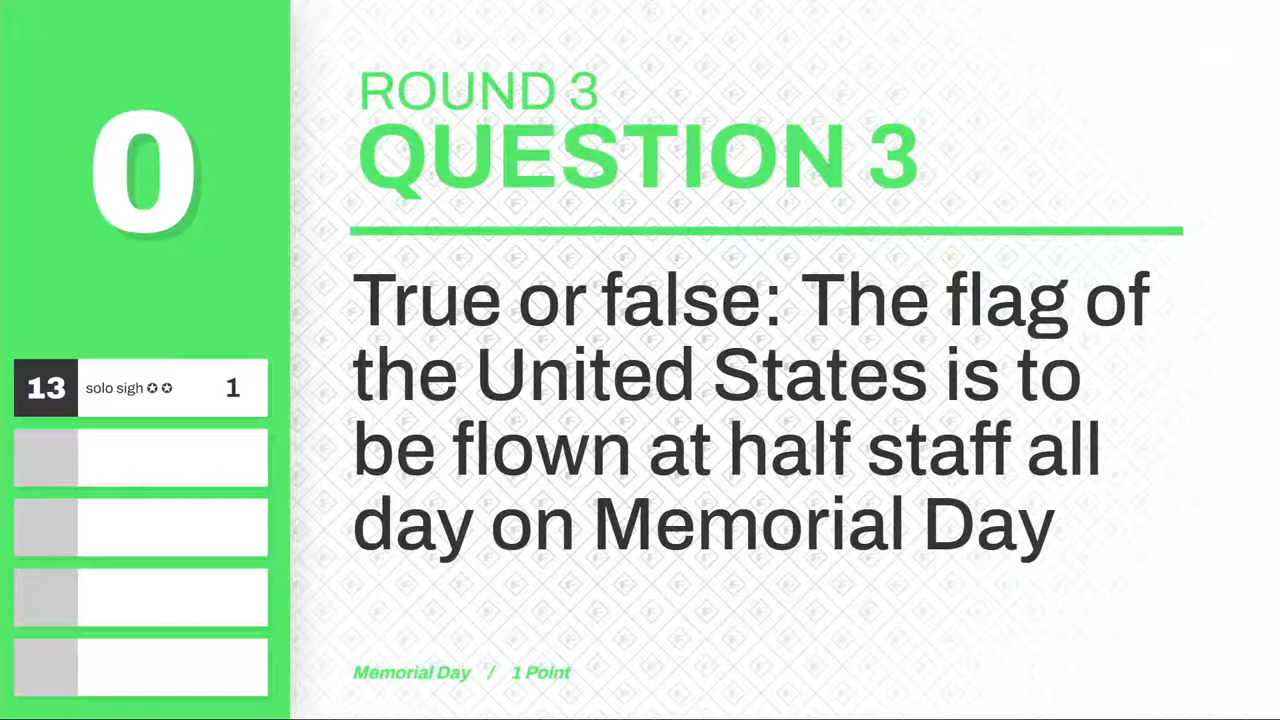 0
ROUND 3
QUESTION 3
True or false: The flag of
the United States is to
be flown at half staff all
day on Memorial Day
13 solo sigh ✪ ✪ 1
Memorial Day / 1 Point